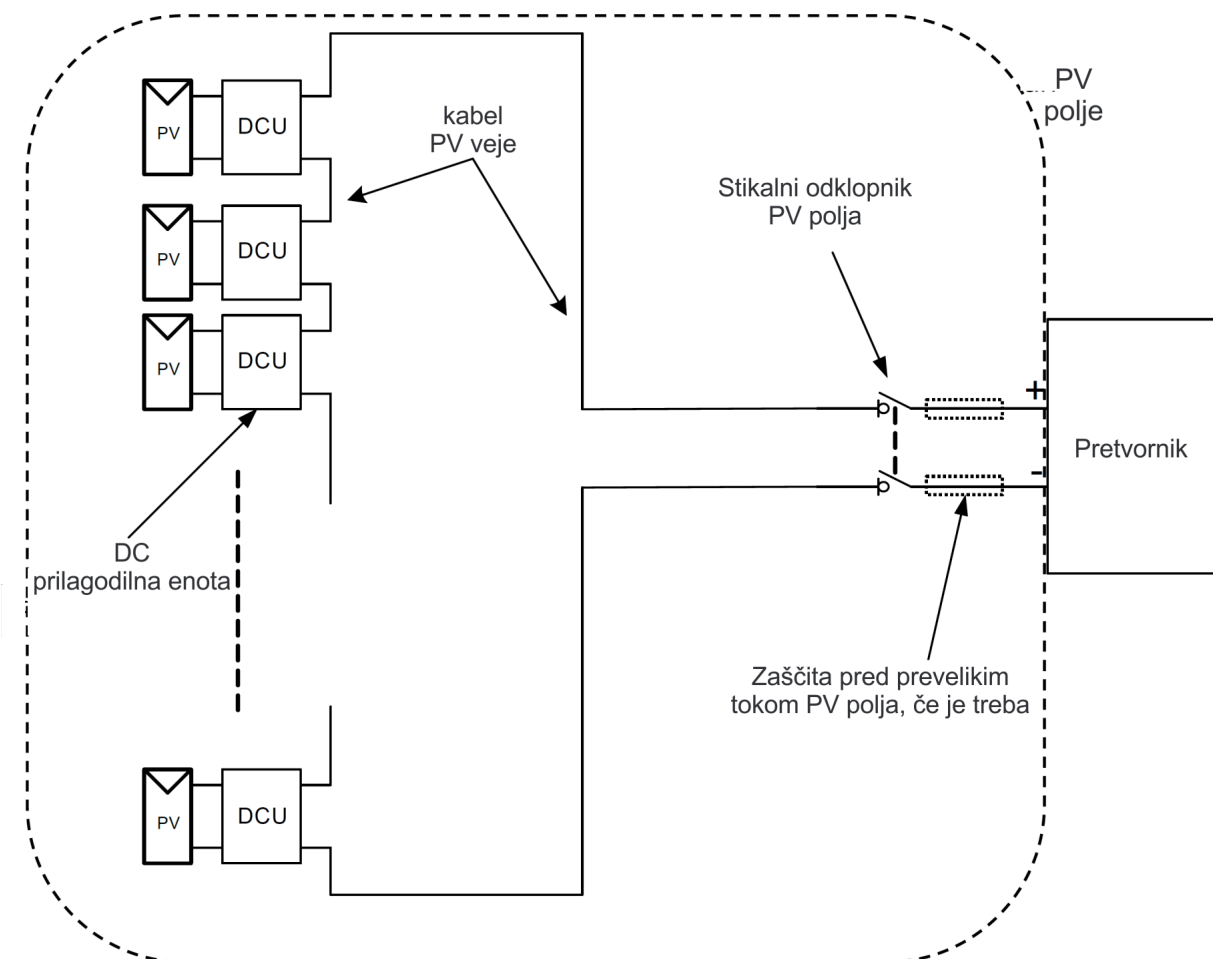 PV
polje
kabel
PV veje
PV
DCU
Stikalni odklopnik
PV polja
PV
DCU
PV
DCU
+
-
Pretvornik
DC
prilagodilna enota
Zaščita pred prevelikim
tokom PV polja, če je treba
PV
DCU